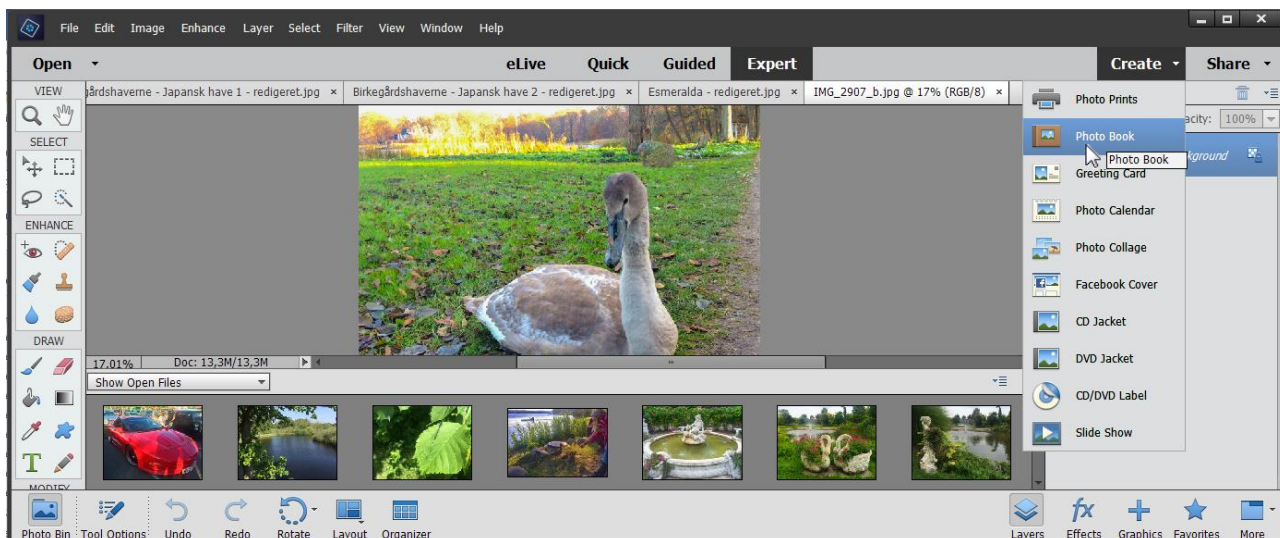 File Edit Image Enhance Layer Select Filter View Window Help
Open eLive Quick Guided Expert Create Share
VIEW
gårdshaverne - Japansk have 1 - redigeret.jpg × Birkegårdshaverne - Japansk have 2 - redigeret.jpg × Esmeralda - redigeret.jpg × IMG_2907_b.jpg @ 17% (RGB/8) ×
Photo Prints
acity: 100%
SELECT
Photo Book
Photo Book
kground
Greeting Card
ENHANCE
Photo Calendar
Photo Collage
Facebook Cover
CD Jacket
DRAW
17.01% Doc: 13,3M/13,3M
DVD Jacket
Show Open Files
CD/DVD Label
Slide Show
MODIFY
Photo Bin Tool Options Undo Redo Rotate Layout Organizer Layers Effects Graphics Favorites More